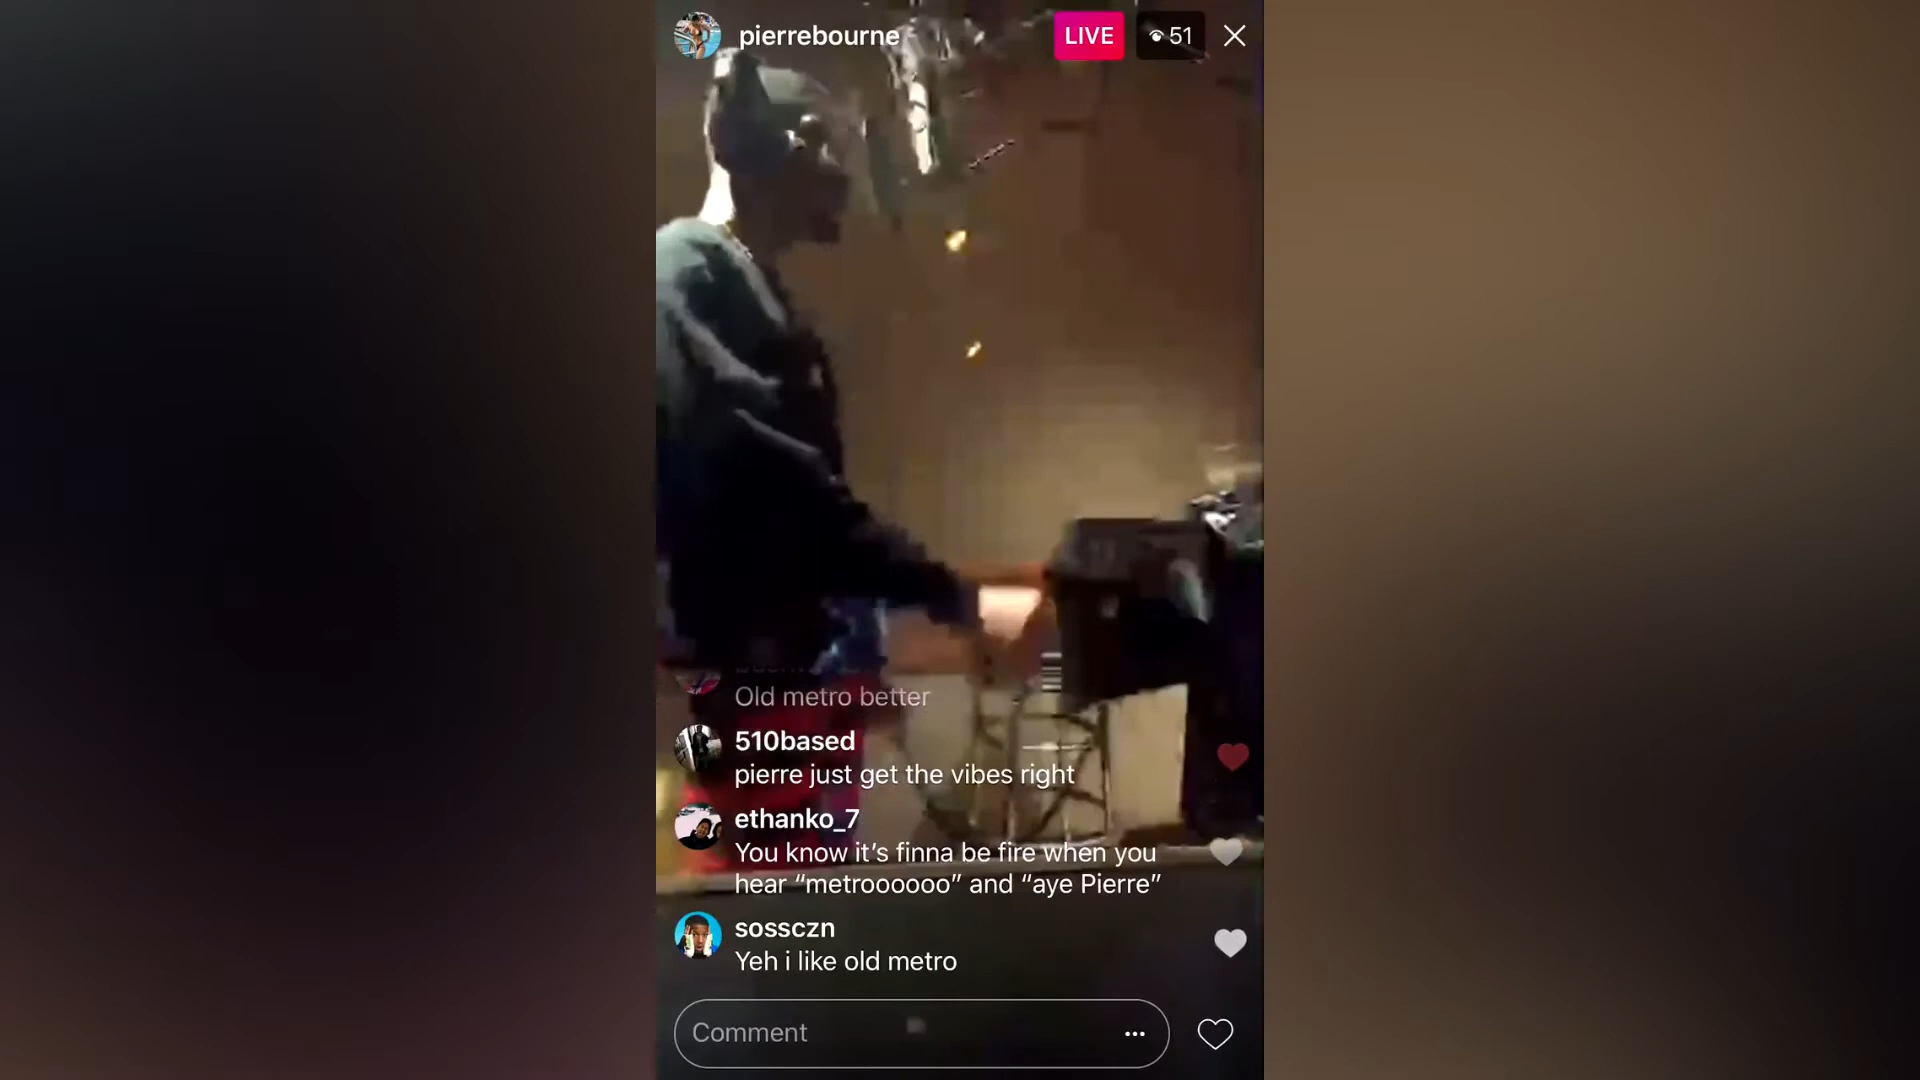 pierrebourne
LIVE
51
Old metro better
510based
pierre just get the vibes right
ethanko_7
You know it’s finna be fire when you
hear “metroooooo” and “aye Pierre”
sossczn
Yeh i like old metro
Comment